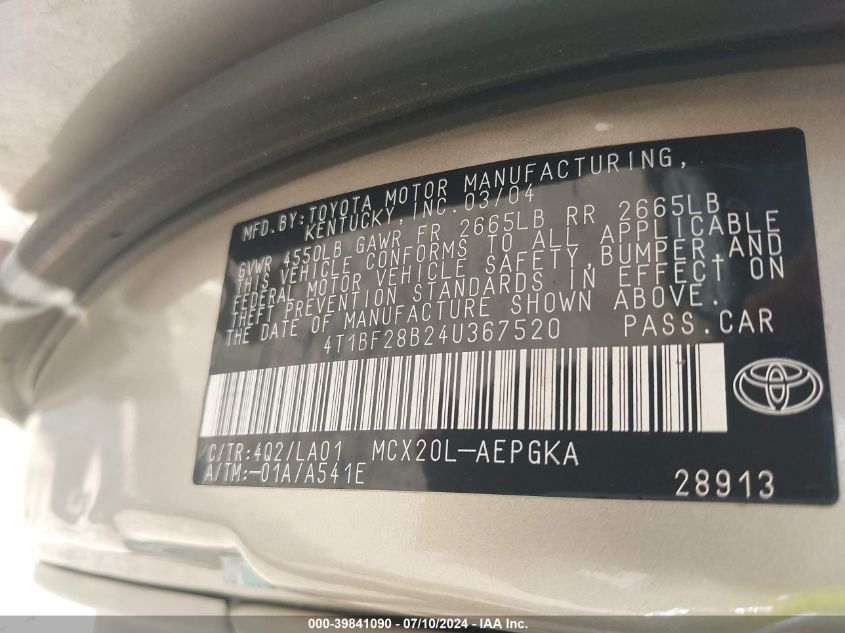 MFD.BY:TOYOTA MOTOR MANUFACTURING,
KENTUCKY, INC.03/04
GVWR 4550LB GAWR FR 2665LB RR 2665LB
THIS VEHICLE CONFORMS TO ALL APPLICABLE
FEDERAL MOTOR VEHICLE SAFETY,BUMPER,AND
THEFT PREVENTION STANDARDS IN EFFECT ON
THE DATE OF MANUFACTURE SHOWN ABOVE.
4T1BF28B24U367520 PASS.CAR
C/TR:4Q2/LA01 MCX20L-AEPGKA
A/TM:-01A/A541E
28913
000-39841090 - 07/10/2024 - IAA Inc.